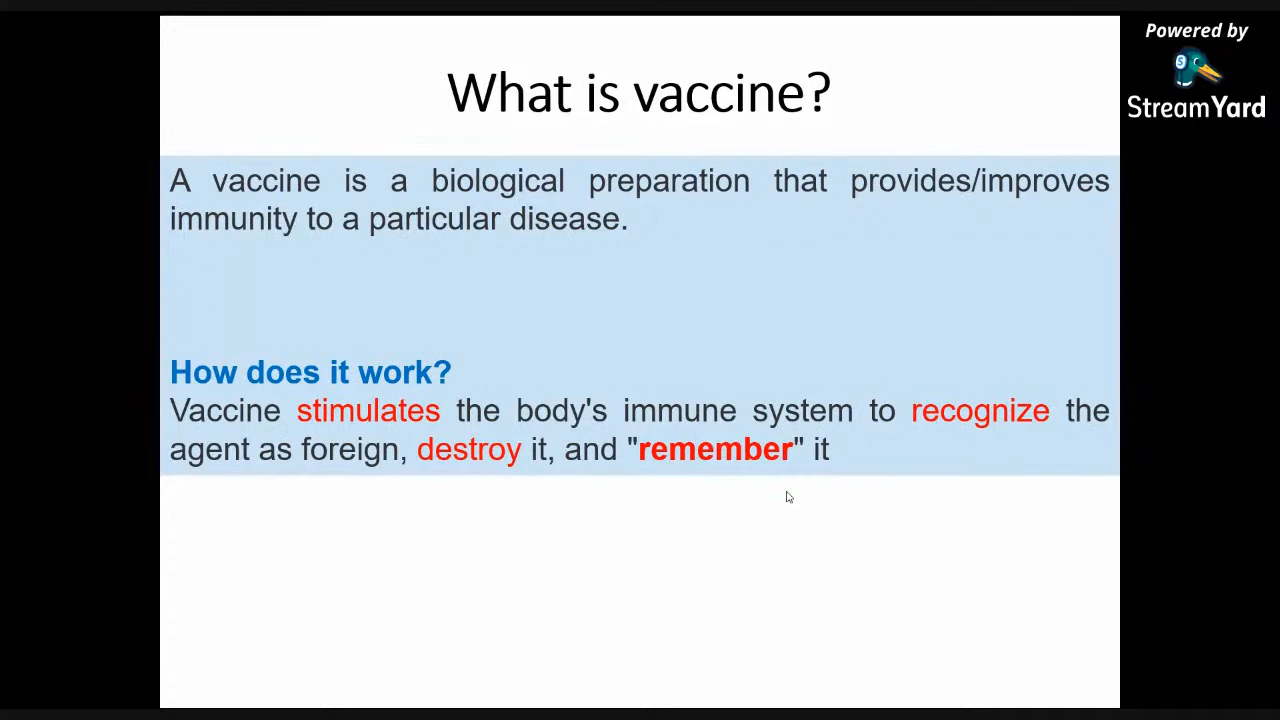 Powered by
StreamYard
What is vaccine?
A vaccine is a biological preparation that provides/improves
immunity to a particular disease.
How does it work?
Vaccine stimulates the body's immune system to recognize the
agent as foreign, destroy it, and "remember" it